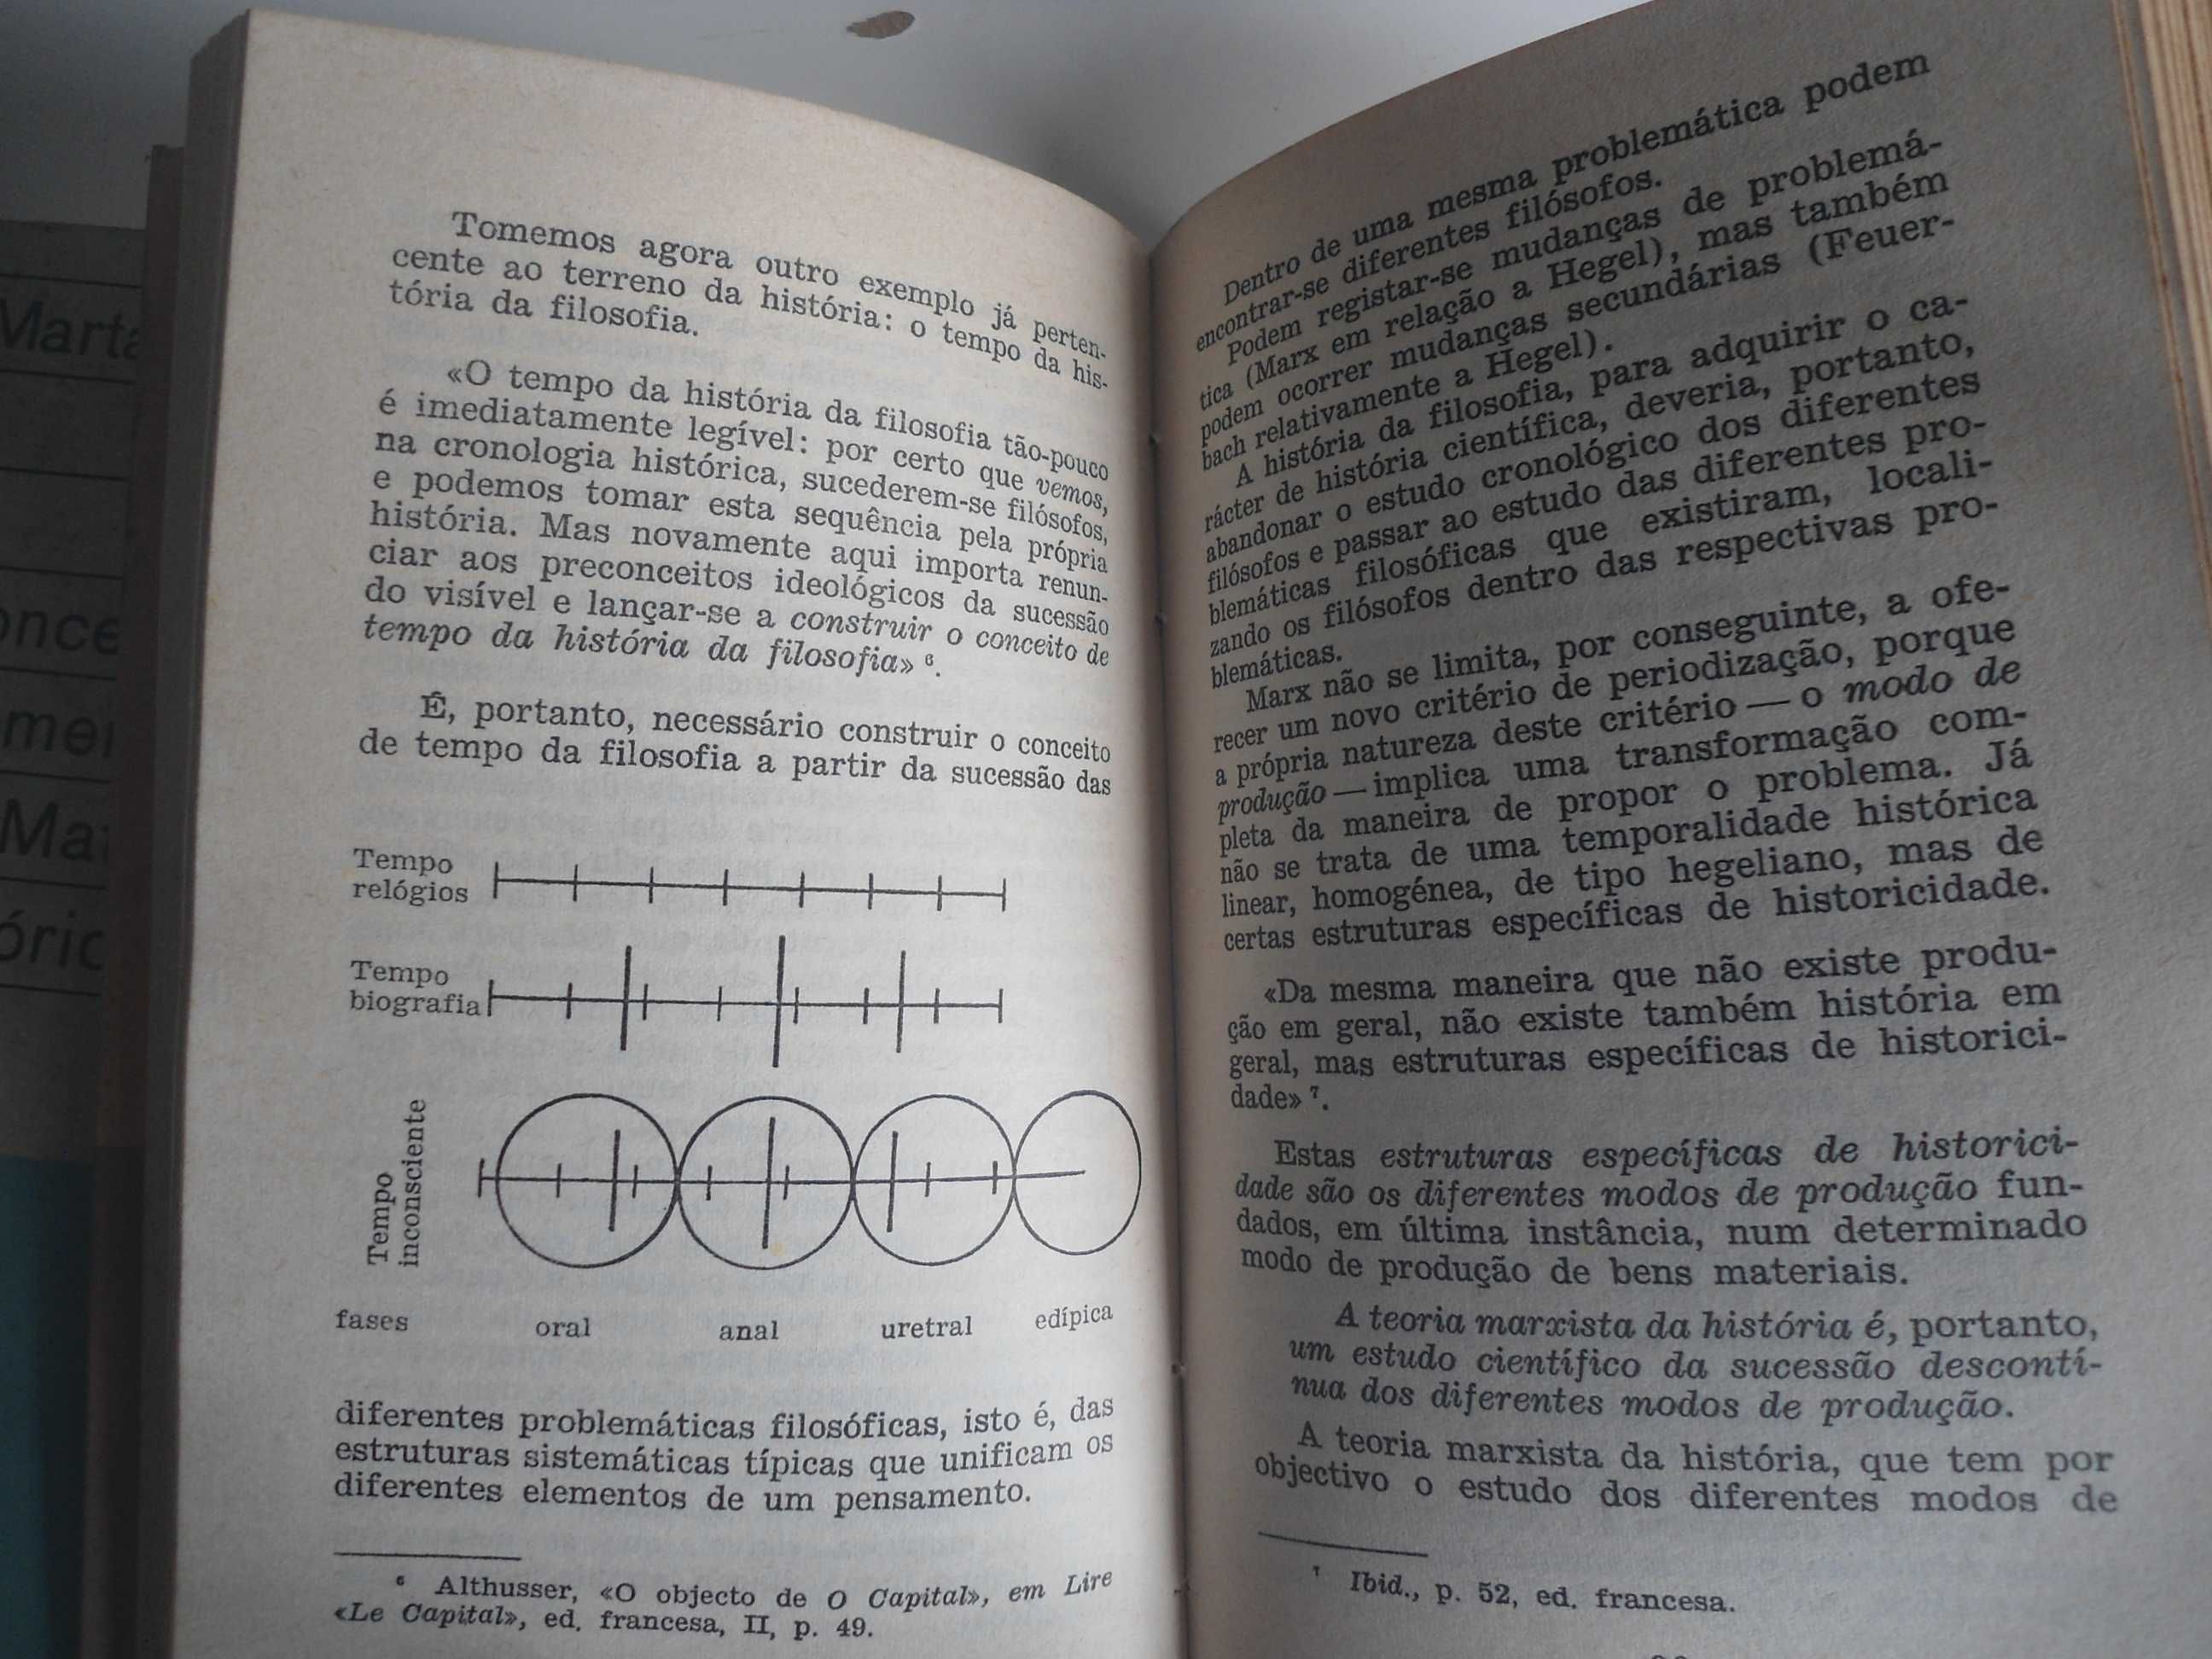 Tomemos agora outro exemplo já perten-
cente ao terreno da história: o tempo da his-
tória da filosofia.
«O tempo da história da filosofia tão-pouco
é imediatamente legível: por certo que vemos,
na cronologia histórica, sucederem-se filósofos,
e podemos tomar esta sequência pela própria
história. Mas novamente aqui importa renun-
ciar aos preconceitos ideológicos da sucessão
do visível e lançar-se a construir o conceito de
tempo da história da filosofia» ⁶.
É, portanto, necessário construir o conceito
de tempo da filosofia a partir da sucessão das
Tempo
relógios
Tempo
biografia
Tempo
inconsciente
fases oral anal uretral edípica
diferentes problemáticas filosóficas, isto é, das
estruturas sistemáticas típicas que unificam os
diferentes elementos de um pensamento.
⁶ Althusser, «O objecto de O Capital», em Lire
«Le Capital», ed. francesa, II, p. 49.
Dentro de uma mesma problemática podem
encontrar-se diferentes filósofos.
Podem registar-se mudanças de problemá-
tica (Marx em relação a Hegel), mas também
podem ocorrer mudanças secundárias (Feuer-
bach relativamente a Hegel).
A história da filosofia, para adquirir o ca-
rácter de história científica, deveria, portanto,
abandonar o estudo cronológico dos diferentes
filósofos e passar ao estudo das diferentes pro-
blemáticas filosóficas que existiram, locali-
zando os filósofos dentro das respectivas pro-
blemáticas.
Marx não se limita, por conseguinte, a ofe-
recer um novo critério de periodização, porque
a própria natureza deste critério — o modo de
produção — implica uma transformação com-
pleta da maneira de propor o problema. Já
não se trata de uma temporalidade histórica
linear, homogénea, de tipo hegeliano, mas de
certas estruturas específicas de historicidade.
«Da mesma maneira que não existe produ-
ção em geral, não existe também história em
geral, mas estruturas específicas de historici-
dade» ⁷.
Estas estruturas específicas de historici-
dade são os diferentes modos de produção fun-
dados, em última instância, num determinado
modo de produção de bens materiais.
A teoria marxista da história é, portanto,
um estudo científico da sucessão descontí-
nua dos diferentes modos de produção.
A teoria marxista da história, que tem por
objectivo o estudo dos diferentes modos de
⁷ Ibid., p. 52, ed. francesa.